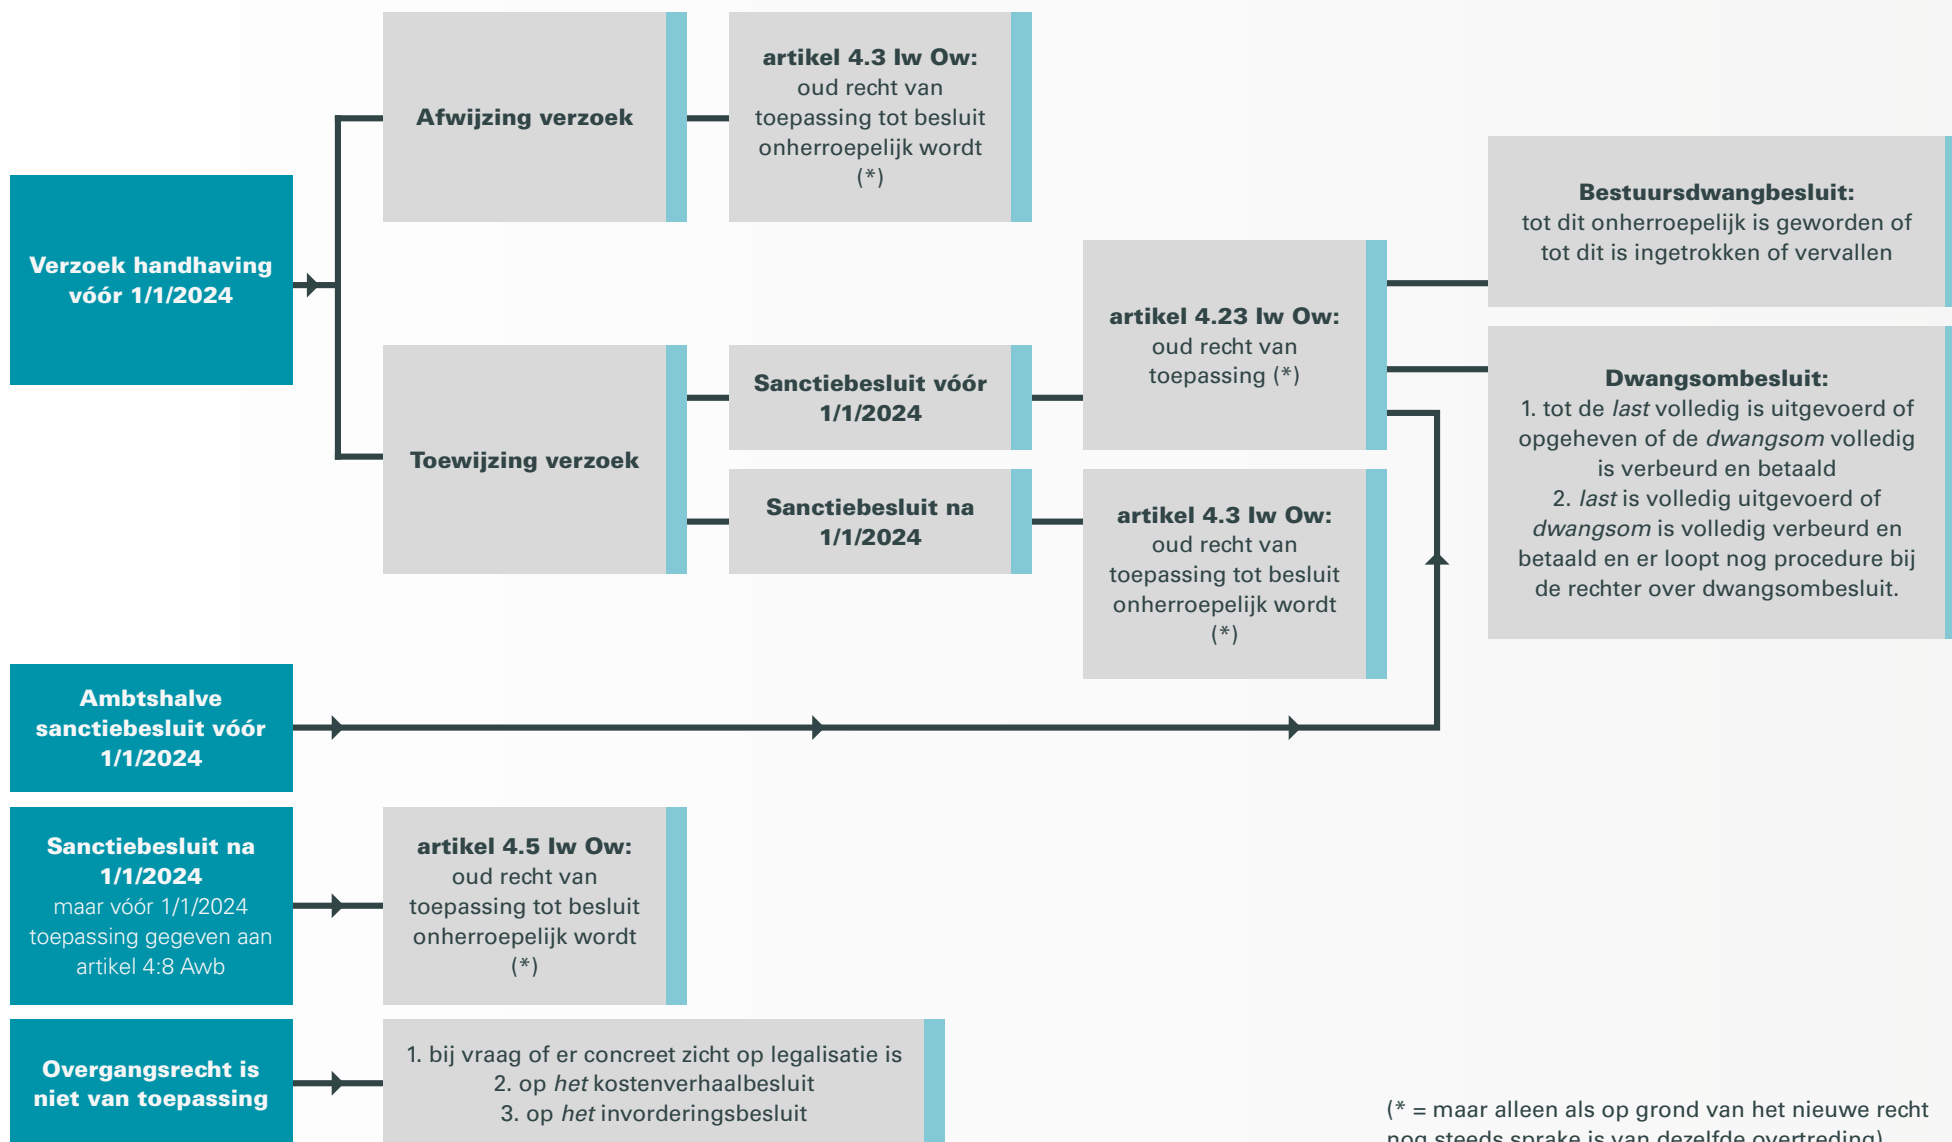 Verzoek handhaving
vóór 1/1/2024
Afwijzing verzoek
artikel 4.3 Iw Ow:
oud recht van
toepassing tot besluit
onherroepelijk wordt
(*)
Toewijzing verzoek
Sanctiebesluit vóór
1/1/2024
Sanctiebesluit na
1/1/2024
artikel 4.23 Iw Ow:
oud recht van
toepassing (*)
artikel 4.3 Iw Ow:
oud recht van
toepassing tot besluit
onherroepelijk wordt
(*)
Bestuursdwangbesluit:
tot dit onherroepelijk is geworden of
tot dit is ingetrokken of vervallen
Dwangsombesluit:
1. tot de last volledig is uitgevoerd of
opgeheven of de dwangsom volledig
is verbeurd en betaald
2. last is volledig uitgevoerd of
dwangsom is volledig verbeurd en
betaald en er loopt nog procedure bij
de rechter over dwangsombesluit.
Ambtshalve
sanctiebesluit vóór
1/1/2024
Sanctiebesluit na
1/1/2024
maar vóór 1/1/2024
toepassing gegeven aan
artikel 4:8 Awb
artikel 4.5 Iw Ow:
oud recht van
toepassing tot besluit
onherroepelijk wordt
(*)
Overgangsrecht is
niet van toepassing
1. bij vraag of er concreet zicht op legalisatie is
2. op het kostenverhaalbesluit
3. op het invorderingsbesluit
(* = maar alleen als op grond van het nieuwe recht
nog steeds sprake is van dezelfde overtreding)